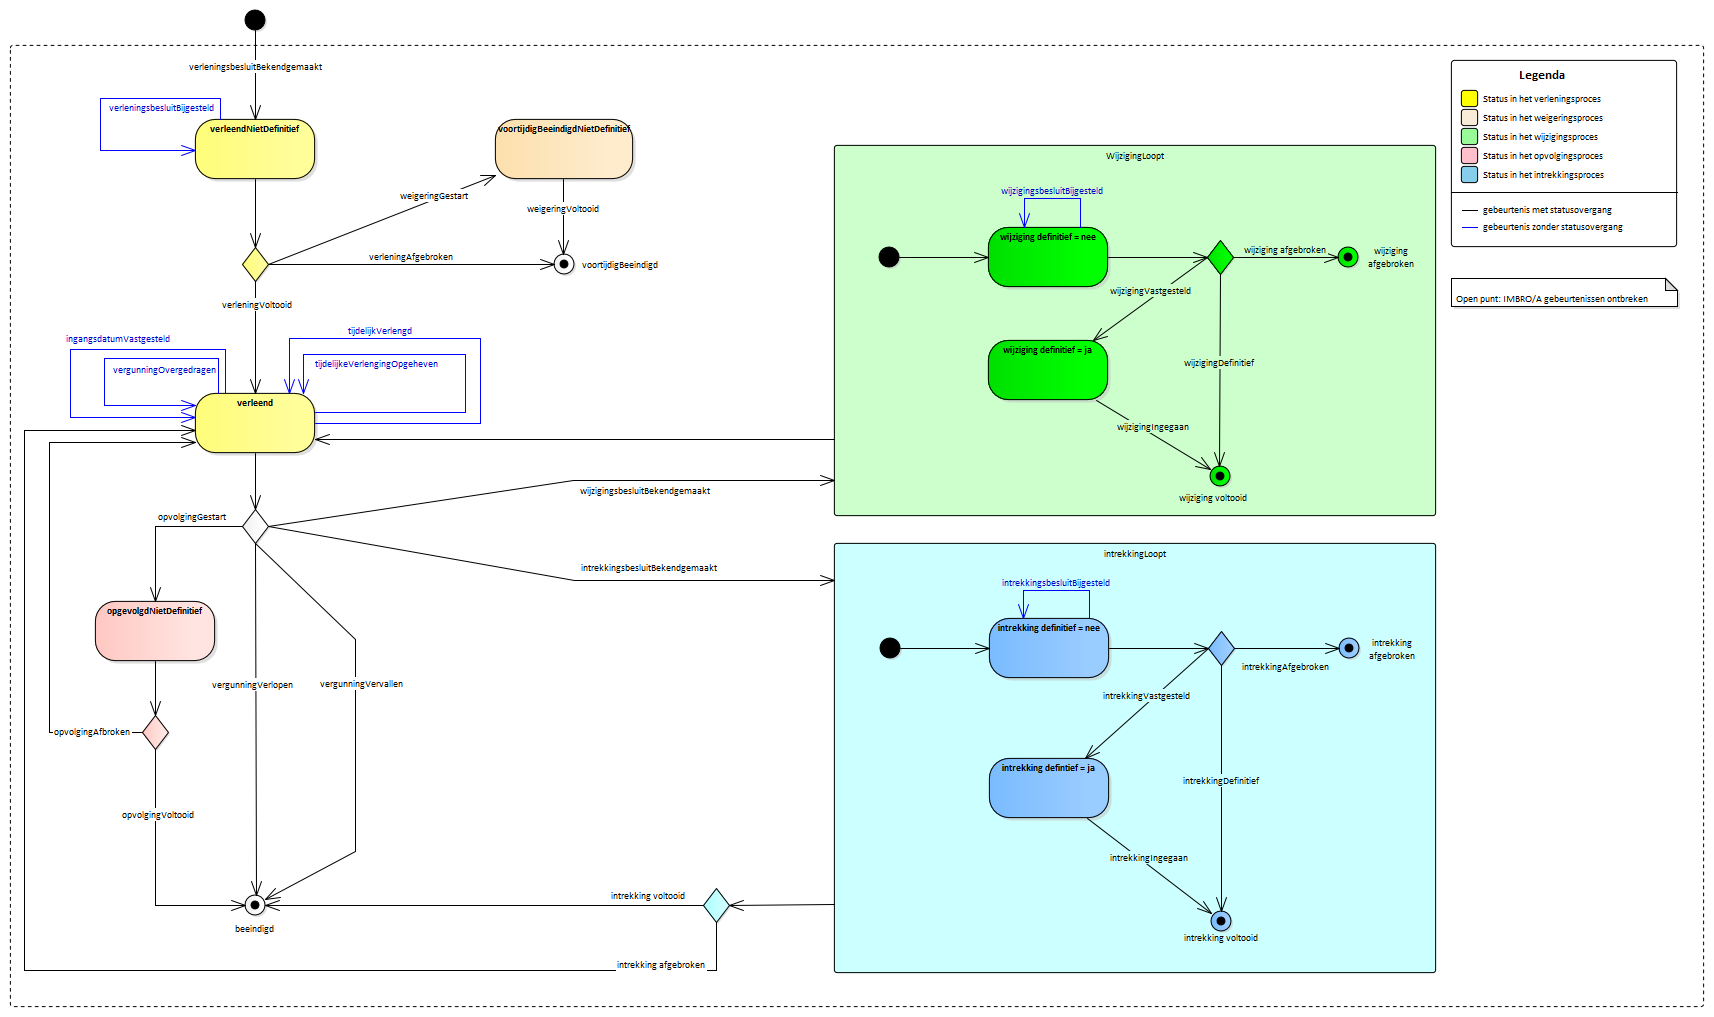 verleningsbesluitBekendgemaakt
verleningsbesluitBijgesteld
verleendNietDefinitief
voortijdigBeeindigdNietDefinitief
weigeringGestart
weigeringVoltooid
verleningAfgebroken
voortijdigBeeindigd
verleningVoltooid
ingangsdatumVastgesteld
vergunningOvergedragen
tijdelijkVerlengd
tijdelijkeVerlengingOpgeheven
verleend
wijzigingsbesluitBekendgemaakt
opvolgingGestart
intrekkingsbesluitBekendgemaakt
opgevolgdNietDefinitief
vergunningVerlopen
vergunningVervallen
opvolgingAfbroken
opvolgingVoltooid
beeindigd
intrekking voltooid
intrekking afgebroken
WijzigingLoopt
wijzigingsbesluitBijgesteld
wijziging definitief = nee
wijziging afgebroken
wijziging
afgebroken
wijzigingVastgesteld
wijziging definitief = ja
wijzigingDefinitief
wijzigingIngegaan
wijziging voltooid
intrekkingLoopt
intrekkingsbesluitBijgesteld
intrekking definitief = nee
intrekking
afgebroken
intrekkingAfgebroken
intrekkingVastgesteld
intrekking defintief = ja
intrekkingDefinitief
intrekkingIngegaan
intrekking voltooid
Legenda
Status in het verleningsproces
Status in het weigeringsproces
Status in het wijzigingsproces
Status in het opvolgingsproces
Status in het intrekkingsproces
gebeurtenis met statusovergang
gebeurtenis zonder statusovergang
Open punt: IMBRO/A gebeurtenissen ontbreken